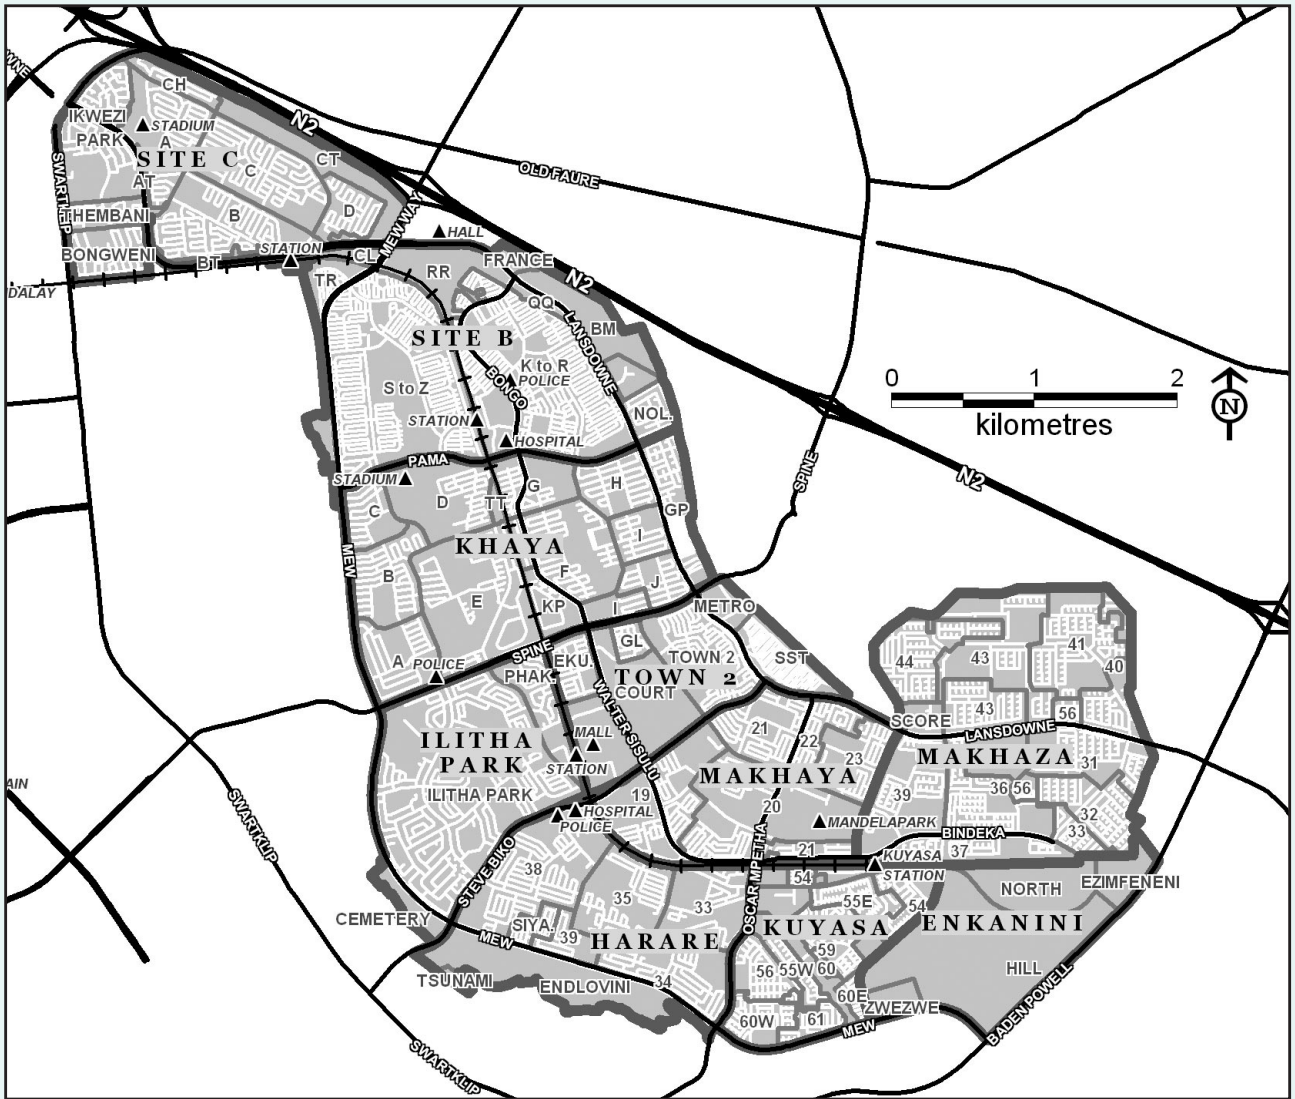 WNE
CH
IKWEZI
PARK
STADIUM
A
SITE C
N2
CT
C
AT
OLD FAURE
SWARTKLIP
THEMBANI
B
D
MEW WAY
HALL
BONGWENI
BT
STATION
CL
FRANCE
DALAY
TR
RR
N2
QQ
LANSDOWNE
BM
SITE B
K to R
POLICE
Y
S to Z
BONGO
0 1 2
kilometres
N
STATION
NOL.
HOSPITAL
PAMA
STADIUM
SPINE
N2
C
D
TT
G
H
GP
MEW
KHAYA
I
B
F
J
E
KP
I
METRO
A
POLICE
SPINE
PHAK.
EKU.
GL
TOWN 2
SST
TOWN 2
COURT
44
43
41
40
WALTER SISULU
ILITHA
PARK
MALL
STATION
21
22
23
SCORE
43
56
LANSDOWNE
MAKHAYA
MAKHAZA
31
ILITHA PARK
19
20
39
36
56
32
33
AIN
SWARTKLIP
HOSPITAL
POLICE
MANDELAPARK
BINDEKA
OSCAR MPETHA
21
KUYASA
STATION
37
STEVE BIKO
38
35
33
54
55E
54
NORTH
EZIMFENENI
CEMETERY
MEW
SIYA.
39
HARARE
KUYASA
ENKANINI
59
60
56
55W
HILL
TSUNAMI
ENDLOVINI
34
60E
ZWEZWE
60W
61
MEW
BADEN POWELL
SWARTKLIP